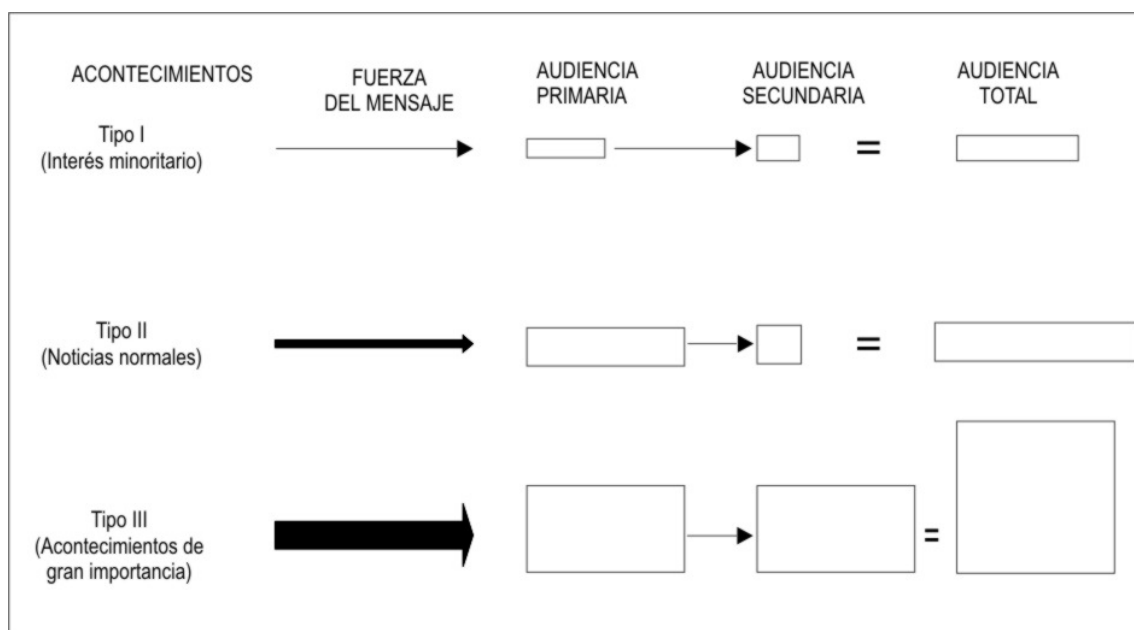 ACONTECIMIENTOS
FUERZA
DEL MENSAJE
AUDIENCIA
PRIMARIA
AUDIENCIA
SECUNDARIA
AUDIENCIA
TOTAL
Tipo I
(Interés minoritario)
=
Tipo II
(Noticias normales)
=
Tipo III
(Acontecimientos de
gran importancia)
=